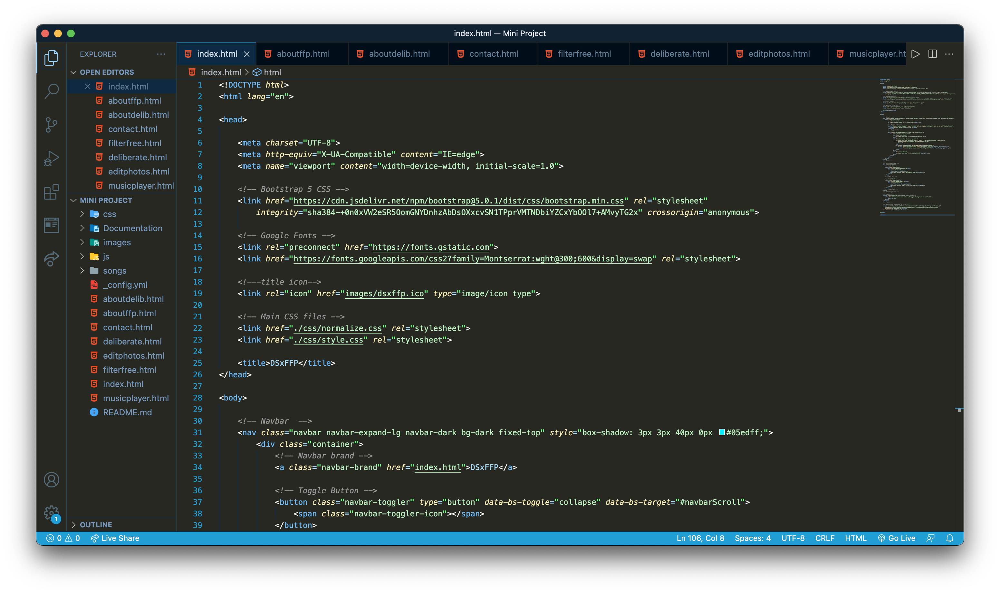 index.html — Mini Project
EXPLORER
OPEN EDITORS
index.html
aboutffp.html
aboutdelib.html
contact.html
filterfree.html
deliberate.html
editphotos.html
musicplayer.html
MINI PROJECT
css
Documentation
images
js
songs
_config.yml
aboutdelib.html
aboutffp.html
contact.html
deliberate.html
editphotos.html
filterfree.html
index.html
musicplayer.html
README.md
OUTLINE
index.html aboutffp.html aboutdelib.html contact.html filterfree.html deliberate.html editphotos.html musicplayer.ht
index.html > html
1 <!DOCTYPE html>
2 <html lang="en">
3
4 <head>
5
6 <meta charset="UTF-8">
7 <meta http-equiv="X-UA-Compatible" content="IE=edge">
8 <meta name="viewport" content="width=device-width, initial-scale=1.0">
9
10 <!-- Bootstrap 5 CSS -->
11 <link href="https://cdn.jsdelivr.net/npm/bootstrap@5.0.1/dist/css/bootstrap.min.css" rel="stylesheet"
12 integrity="sha384-+0n0xVW2eSR5OomGNYDnhzAbDsOXxcvSN1TPprVMTNDbiYZCxYbOOl7+AMvyTG2x" crossorigin="anonymous">
13
14 <!-- Google Fonts -->
15 <link rel="preconnect" href="https://fonts.gstatic.com">
16 <link href="https://fonts.googleapis.com/css2?family=Montserrat:wght@300;600&display=swap" rel="stylesheet">
17
18 <!---title icon-->
19 <link rel="icon" href="images/dsxffp.ico" type="image/icon type">
20
21 <!-- Main CSS files -->
22 <link href="./css/normalize.css" rel="stylesheet">
23 <link href="./css/style.css" rel="stylesheet">
24
25 <title>DSxFFP</title>
26 </head>
27
28 <body>
29
30 <!-- Navbar  -->
31 <nav class="navbar navbar-expand-lg navbar-dark bg-dark fixed-top" style="box-shadow: 3px 3px 40px 0px #05edff;">
32 <div class="container">
33 <!-- Navbar brand -->
34 <a class="navbar-brand" href="index.html">DSxFFP</a>
35
36 <!-- Toggle Button -->
37 <button class="navbar-toggler" type="button" data-bs-toggle="collapse" data-bs-target="#navbarScroll">
38 <span class="navbar-toggler-icon"></span>
39 </button>
1
0 0 Live Share Ln 106, Col 8 Spaces: 4 UTF-8 CRLF HTML Go Live